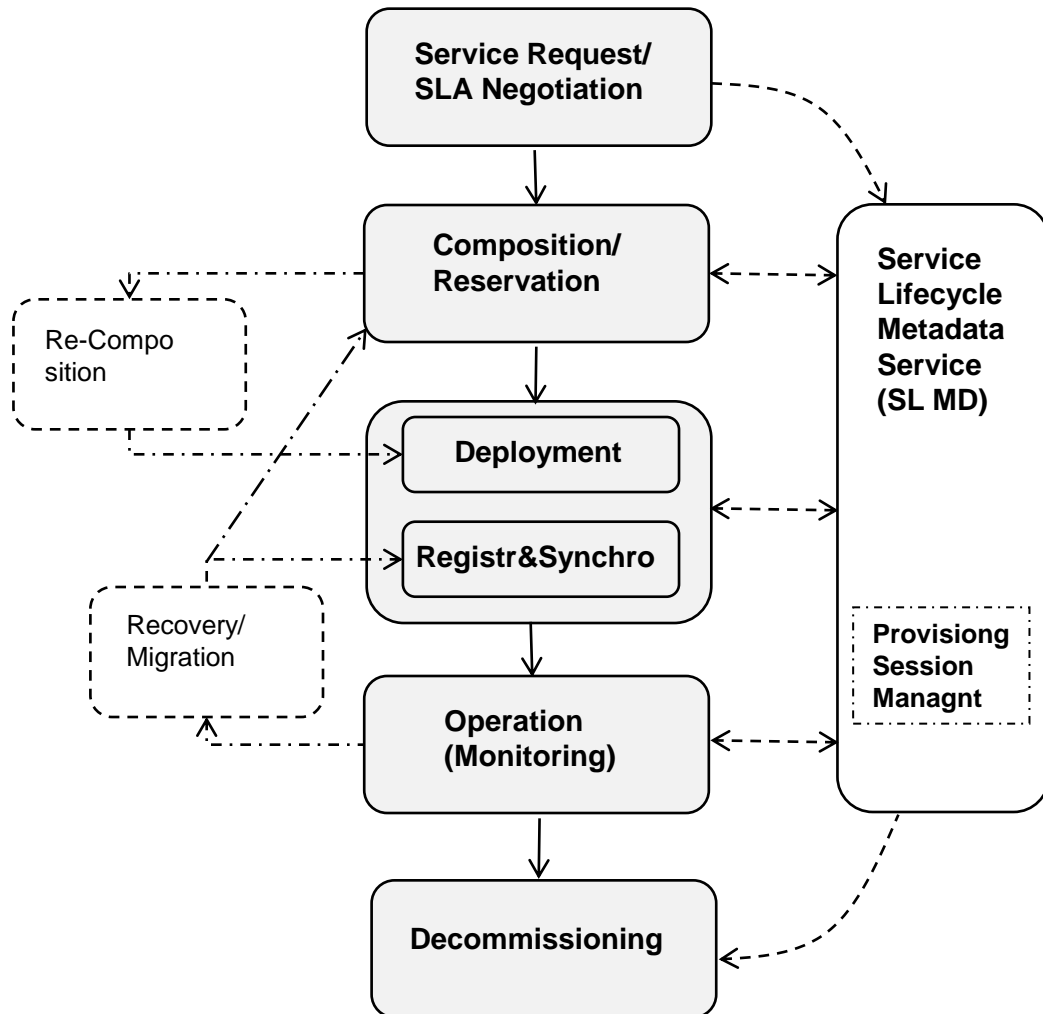 Service Request/
SLA Negotiation
Composition/
Reservation
Service
Lifecycle
Metadata
Service
(SL MD)
Re-Compo
sition
Deployment
Registr&Synchro
Recovery/
Migration
Provisiong
Session
Managnt
Operation
(Monitoring)
Decommissioning